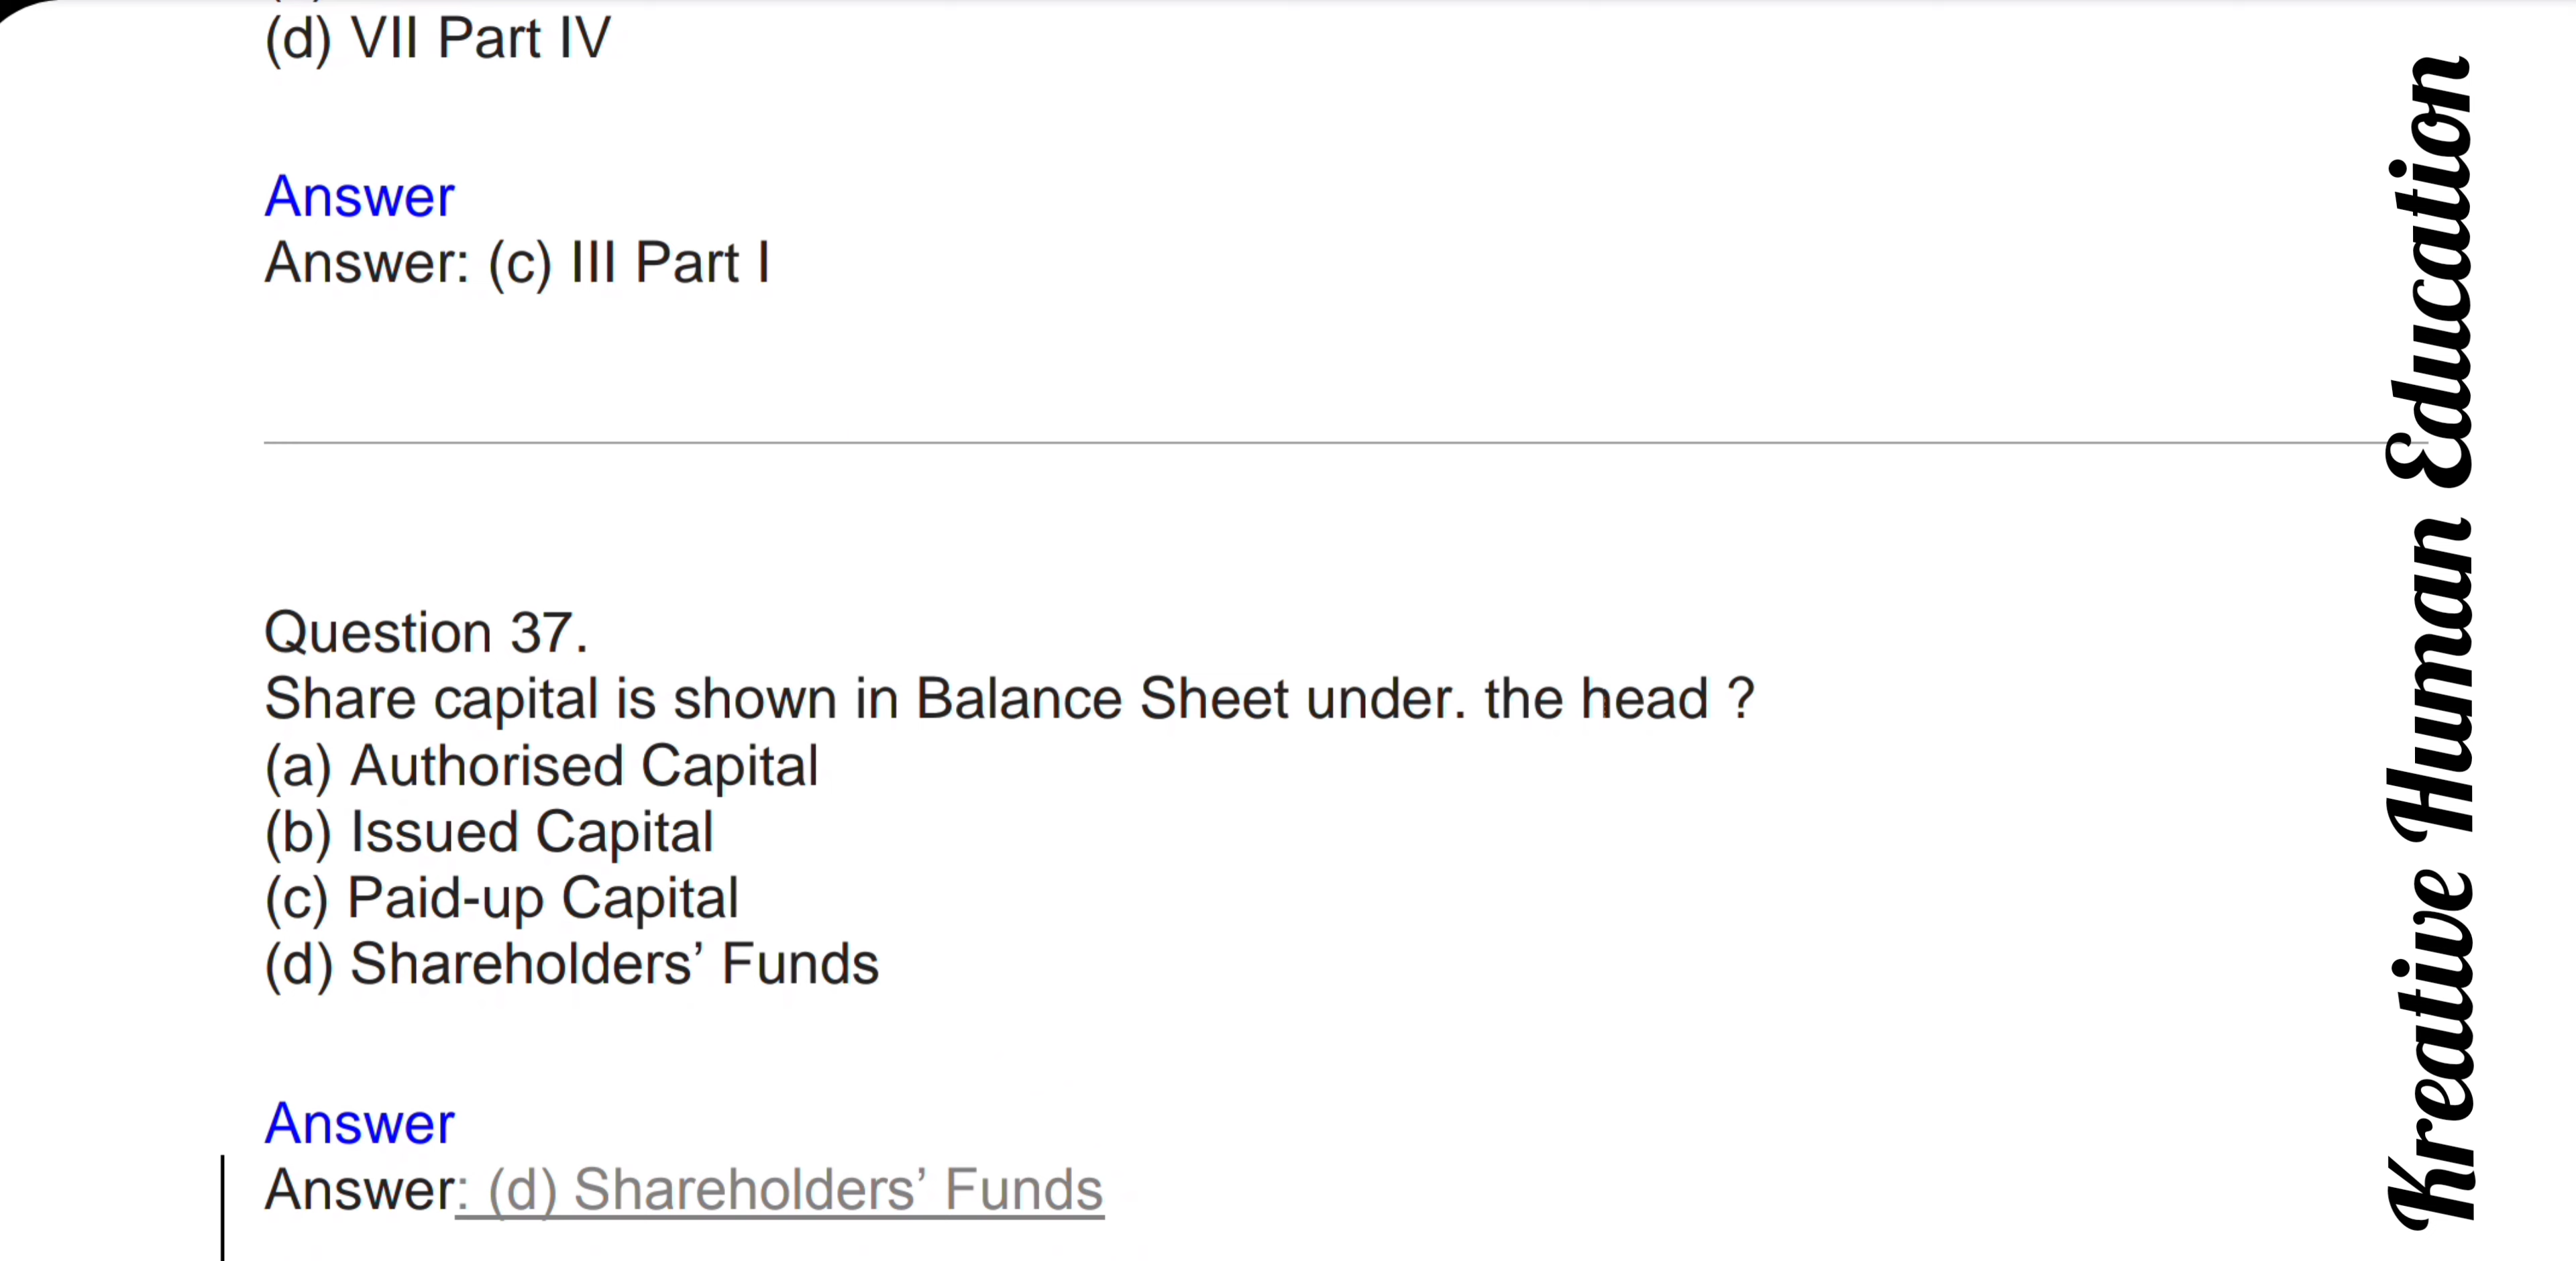 (d) VII Part IV
Answer
Answer: (c) III Part I
Question 37.
Share capital is shown in Balance Sheet under. the head ?
(a) Authorised Capital
(b) Issued Capital
(c) Paid-up Capital
(d) Shareholders’ Funds
Answer
Answer: (d) Shareholders’ Funds
Kreative Human Education